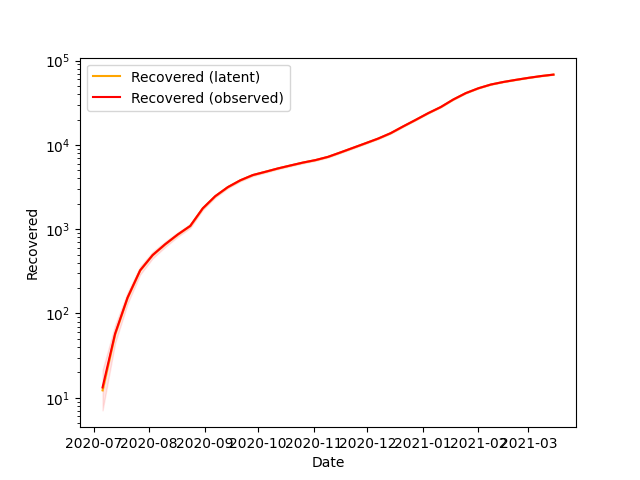 Recovered (latent)
Recovered (observed)
10^5
10^4
10^3
10^2
10^1
Recovered
2020-07 2020-08 2020-09 2020-10 2020-11 2020-12 2021-01 2021-02 2021-03
Date